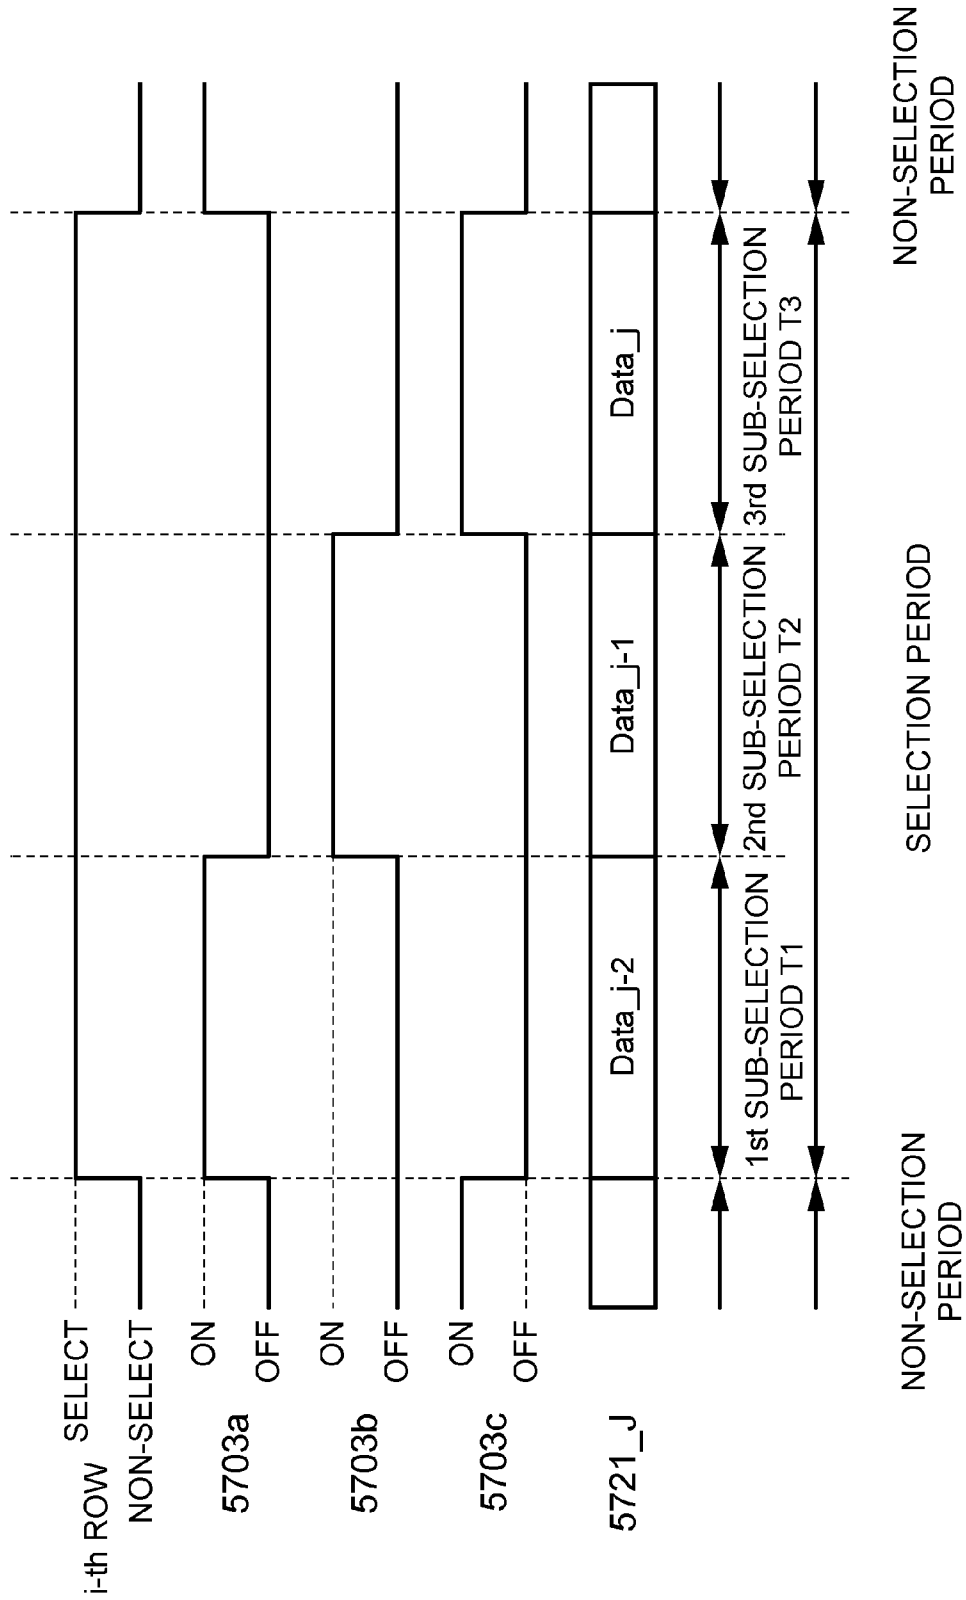 i-th ROW
SELECT
NON-SELECT
5703a
ON
OFF
5703b
ON
OFF
5703c
ON
OFF
5721_J
Data_j-2
Data_j-1
Data_j
1st SUB-SELECTION
PERIOD T1
2nd SUB-SELECTION
PERIOD T2
3rd SUB-SELECTION
PERIOD T3
NON-SELECTION
PERIOD
SELECTION PERIOD
NON-SELECTION
PERIOD